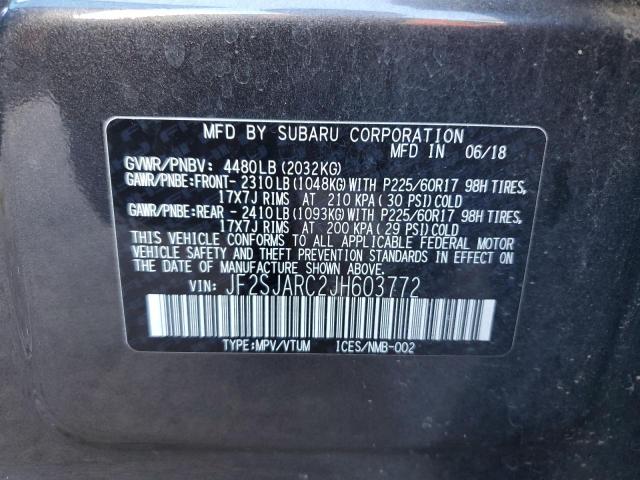 MFD BY SUBARU CORPORATION
MFD IN 06/18
GVWR/PNBV: 4480LB (2032KG)
GAWR/PNBE:FRONT- 2310 LB (1048KG) WITH P225/60R17 98H TIRES,
17X7J RIMS AT 210 KPA (30 PSI) COLD
GAWR/PNBE:REAR - 2410 LB (1093KG) WITH P225/60R17 98H TIRES,
17X7J RIMS AT 200 KPA (29 PSI) COLD
THIS VEHICLE CONFORMS TO ALL APPLICABLE FEDERAL MOTOR
VEHICLE SAFETY AND BUMPER STANDARDS IN EFFECT ON THE
DATE OF MANUFACTURE SHOWN ABOVE.
VIN: JF2SJARC2JH603772
TYPE:MPV/VTUM ICES/NMB-002